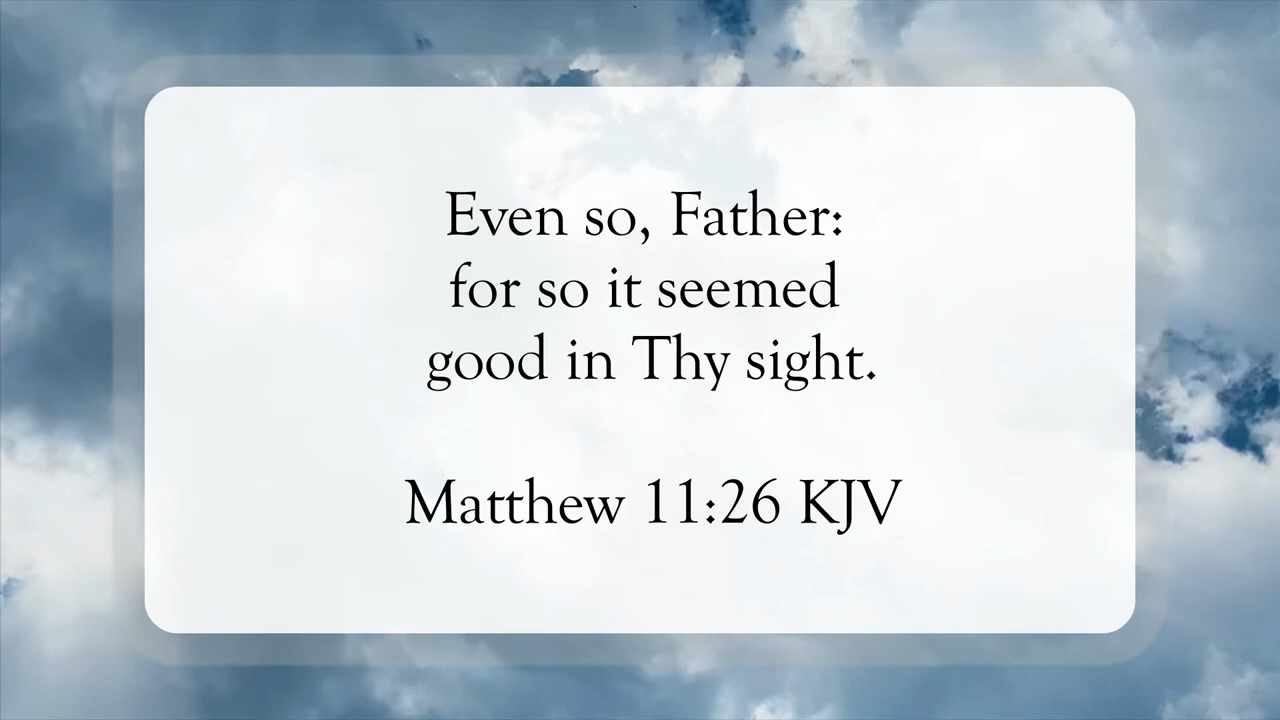 Even so, Father:
for so it seemed
good in Thy sight.
Matthew 11:26 KJV